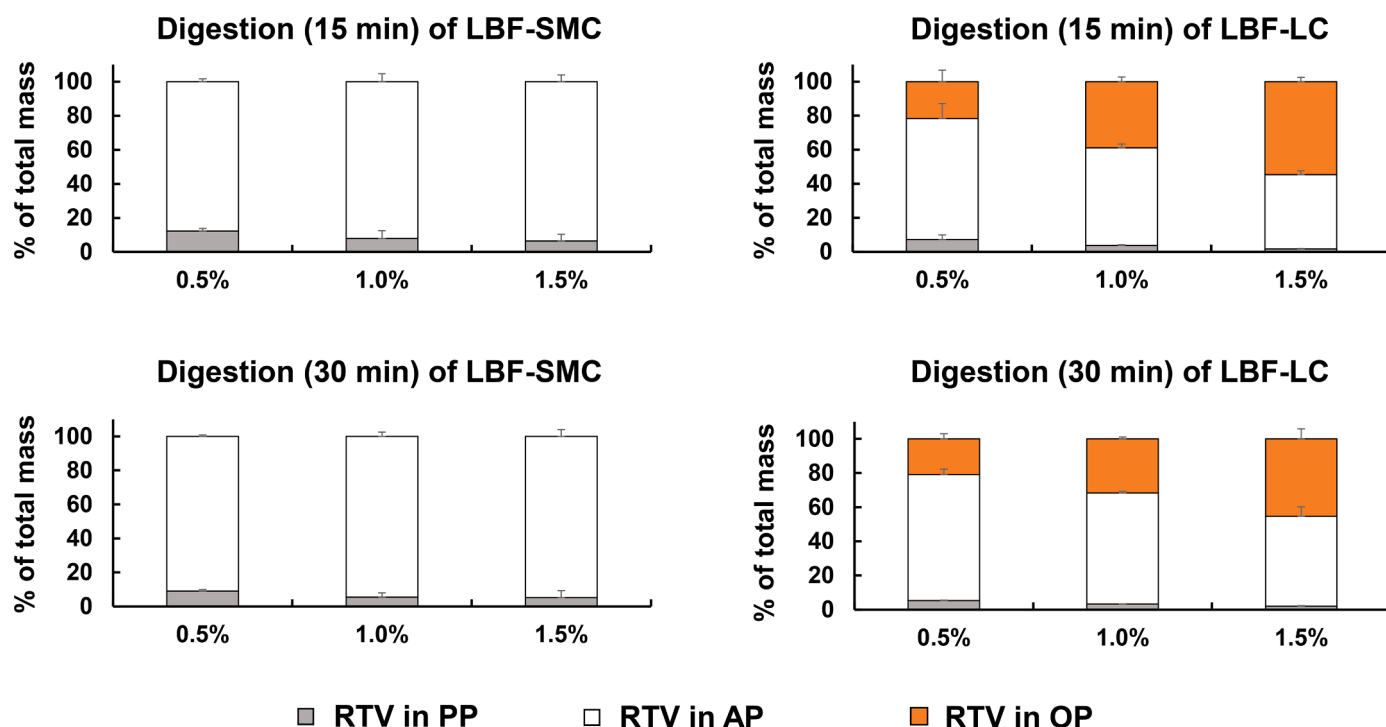 Digestion (15 min) of LBF-SMC
% of total mass
100
80
60
40
20
0
0.5% 1.0% 1.5%
Digestion (15 min) of LBF-LC
% of total mass
100
80
60
40
20
0
0.5% 1.0% 1.5%
Digestion (30 min) of LBF-SMC
% of total mass
100
80
60
40
20
0
0.5% 1.0% 1.5%
Digestion (30 min) of LBF-LC
% of total mass
100
80
60
40
20
0
0.5% 1.0% 1.5%
RTV in PP RTV in AP RTV in OP